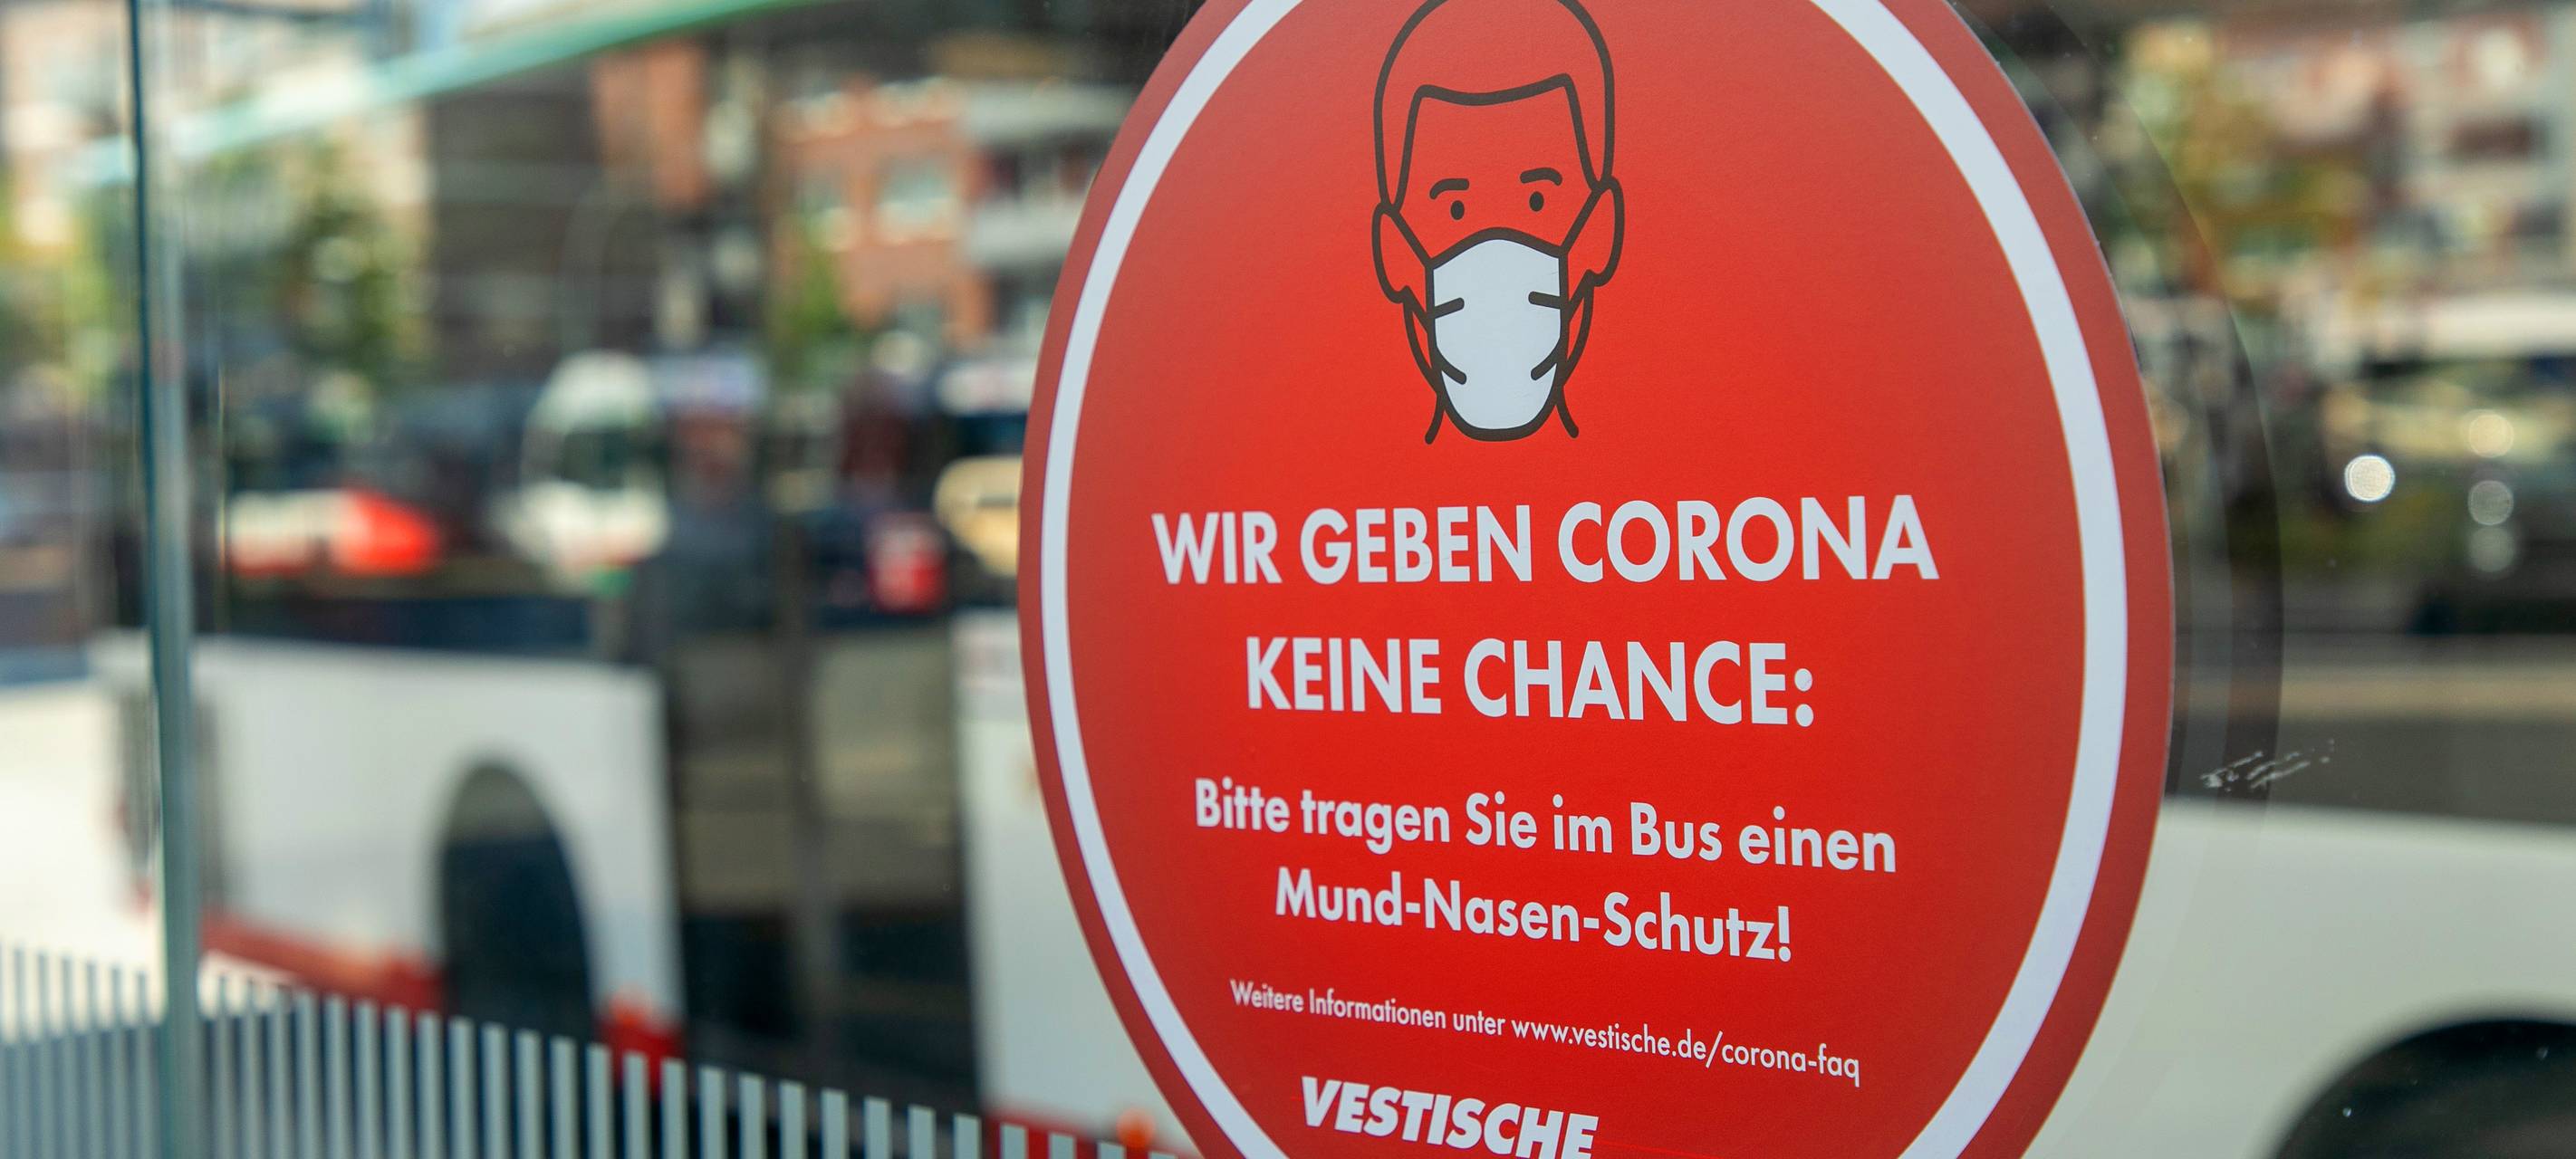 WIR GEBEN CORONA
KEINE CHANCE:
Bitte tragen Sie im Bus einen
Mund-Nasen-Schutz!
Weitere Informationen unter www.vestische.de/corona-faq
VESTISCHE